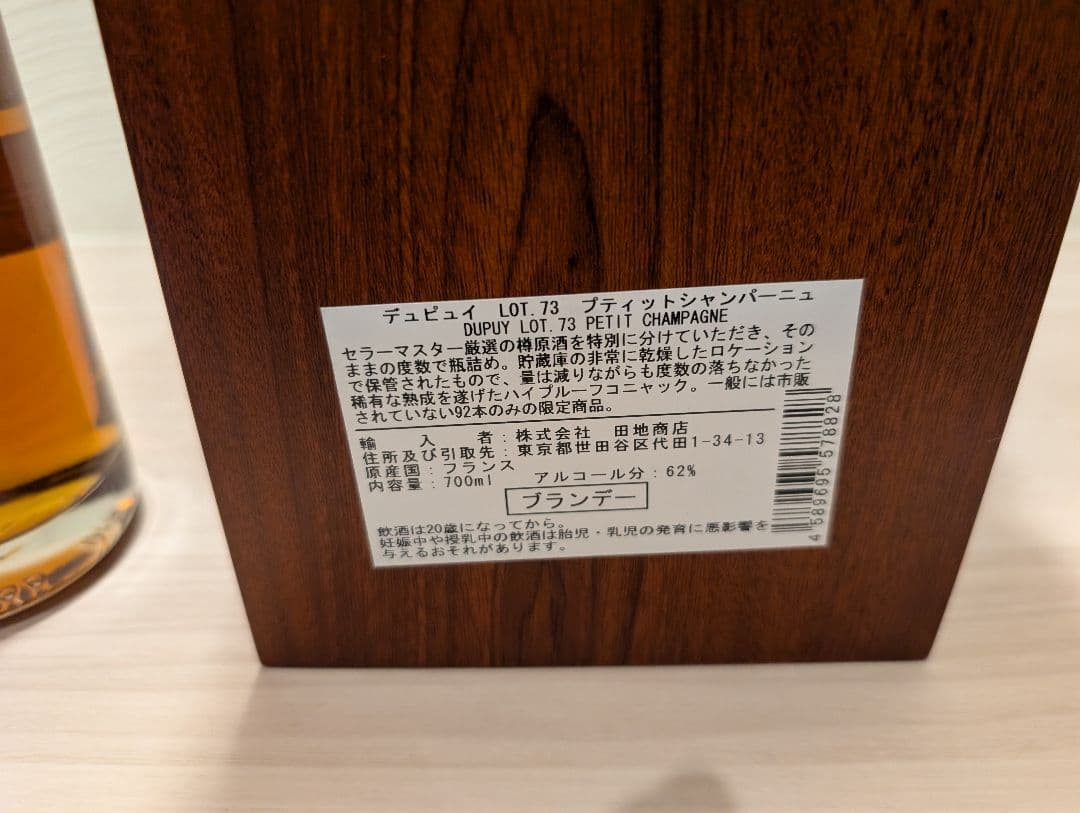 デュピュイ LOT.73 プティットシャンパーニュ
DUPUY LOT.73 PETIT CHAMPAGNE
セラーマスター厳選の樽原酒を特別に分けていただき、その
ままの度数で瓶詰め。貯蔵庫の非常に乾燥したロケーション
で保管されたもので、量は減りながらも度数の落ちなかった
稀有な熟成を遂げたハイプルーフコニャック。一般には市販
されていない92本のみの限定商品。
輸入者:株式会社 田地商店
住所及び引取先:東京都世田谷区代田1-34-13
原産国:フランス
内容量:700ml アルコール分:62%
ブランデー
飲酒は20歳になってから。
妊娠中や授乳中の飲酒は胎児・乳児の発育に悪影響を
与えるおそれがあります。
4589695578828